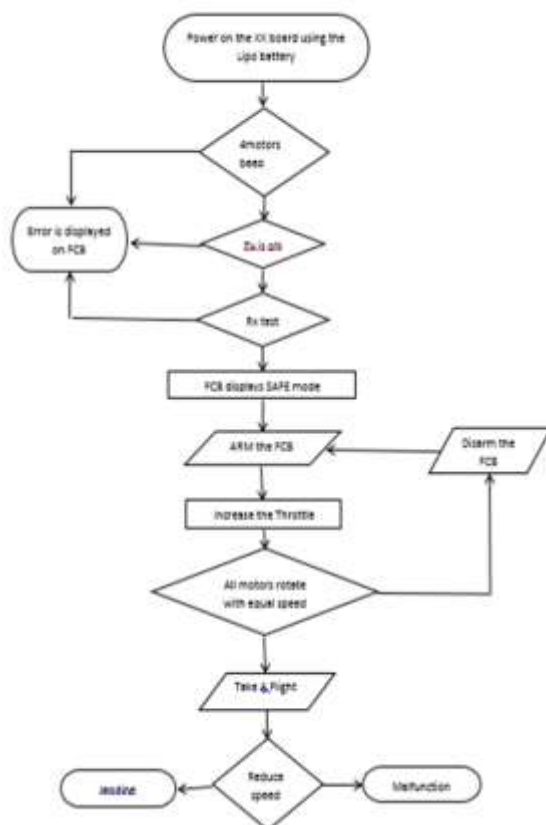 Power on the KK board using the
Lipo battery
4motors
beep
Error is displayed
on FCB
is
Rx test
FCB displays SAFE mode
ARM the FCB
Disarm the
FCB
Increase the Throttle
All motors rotate
with equal speed
Take a Flight
Reduce
speed
Malfunction